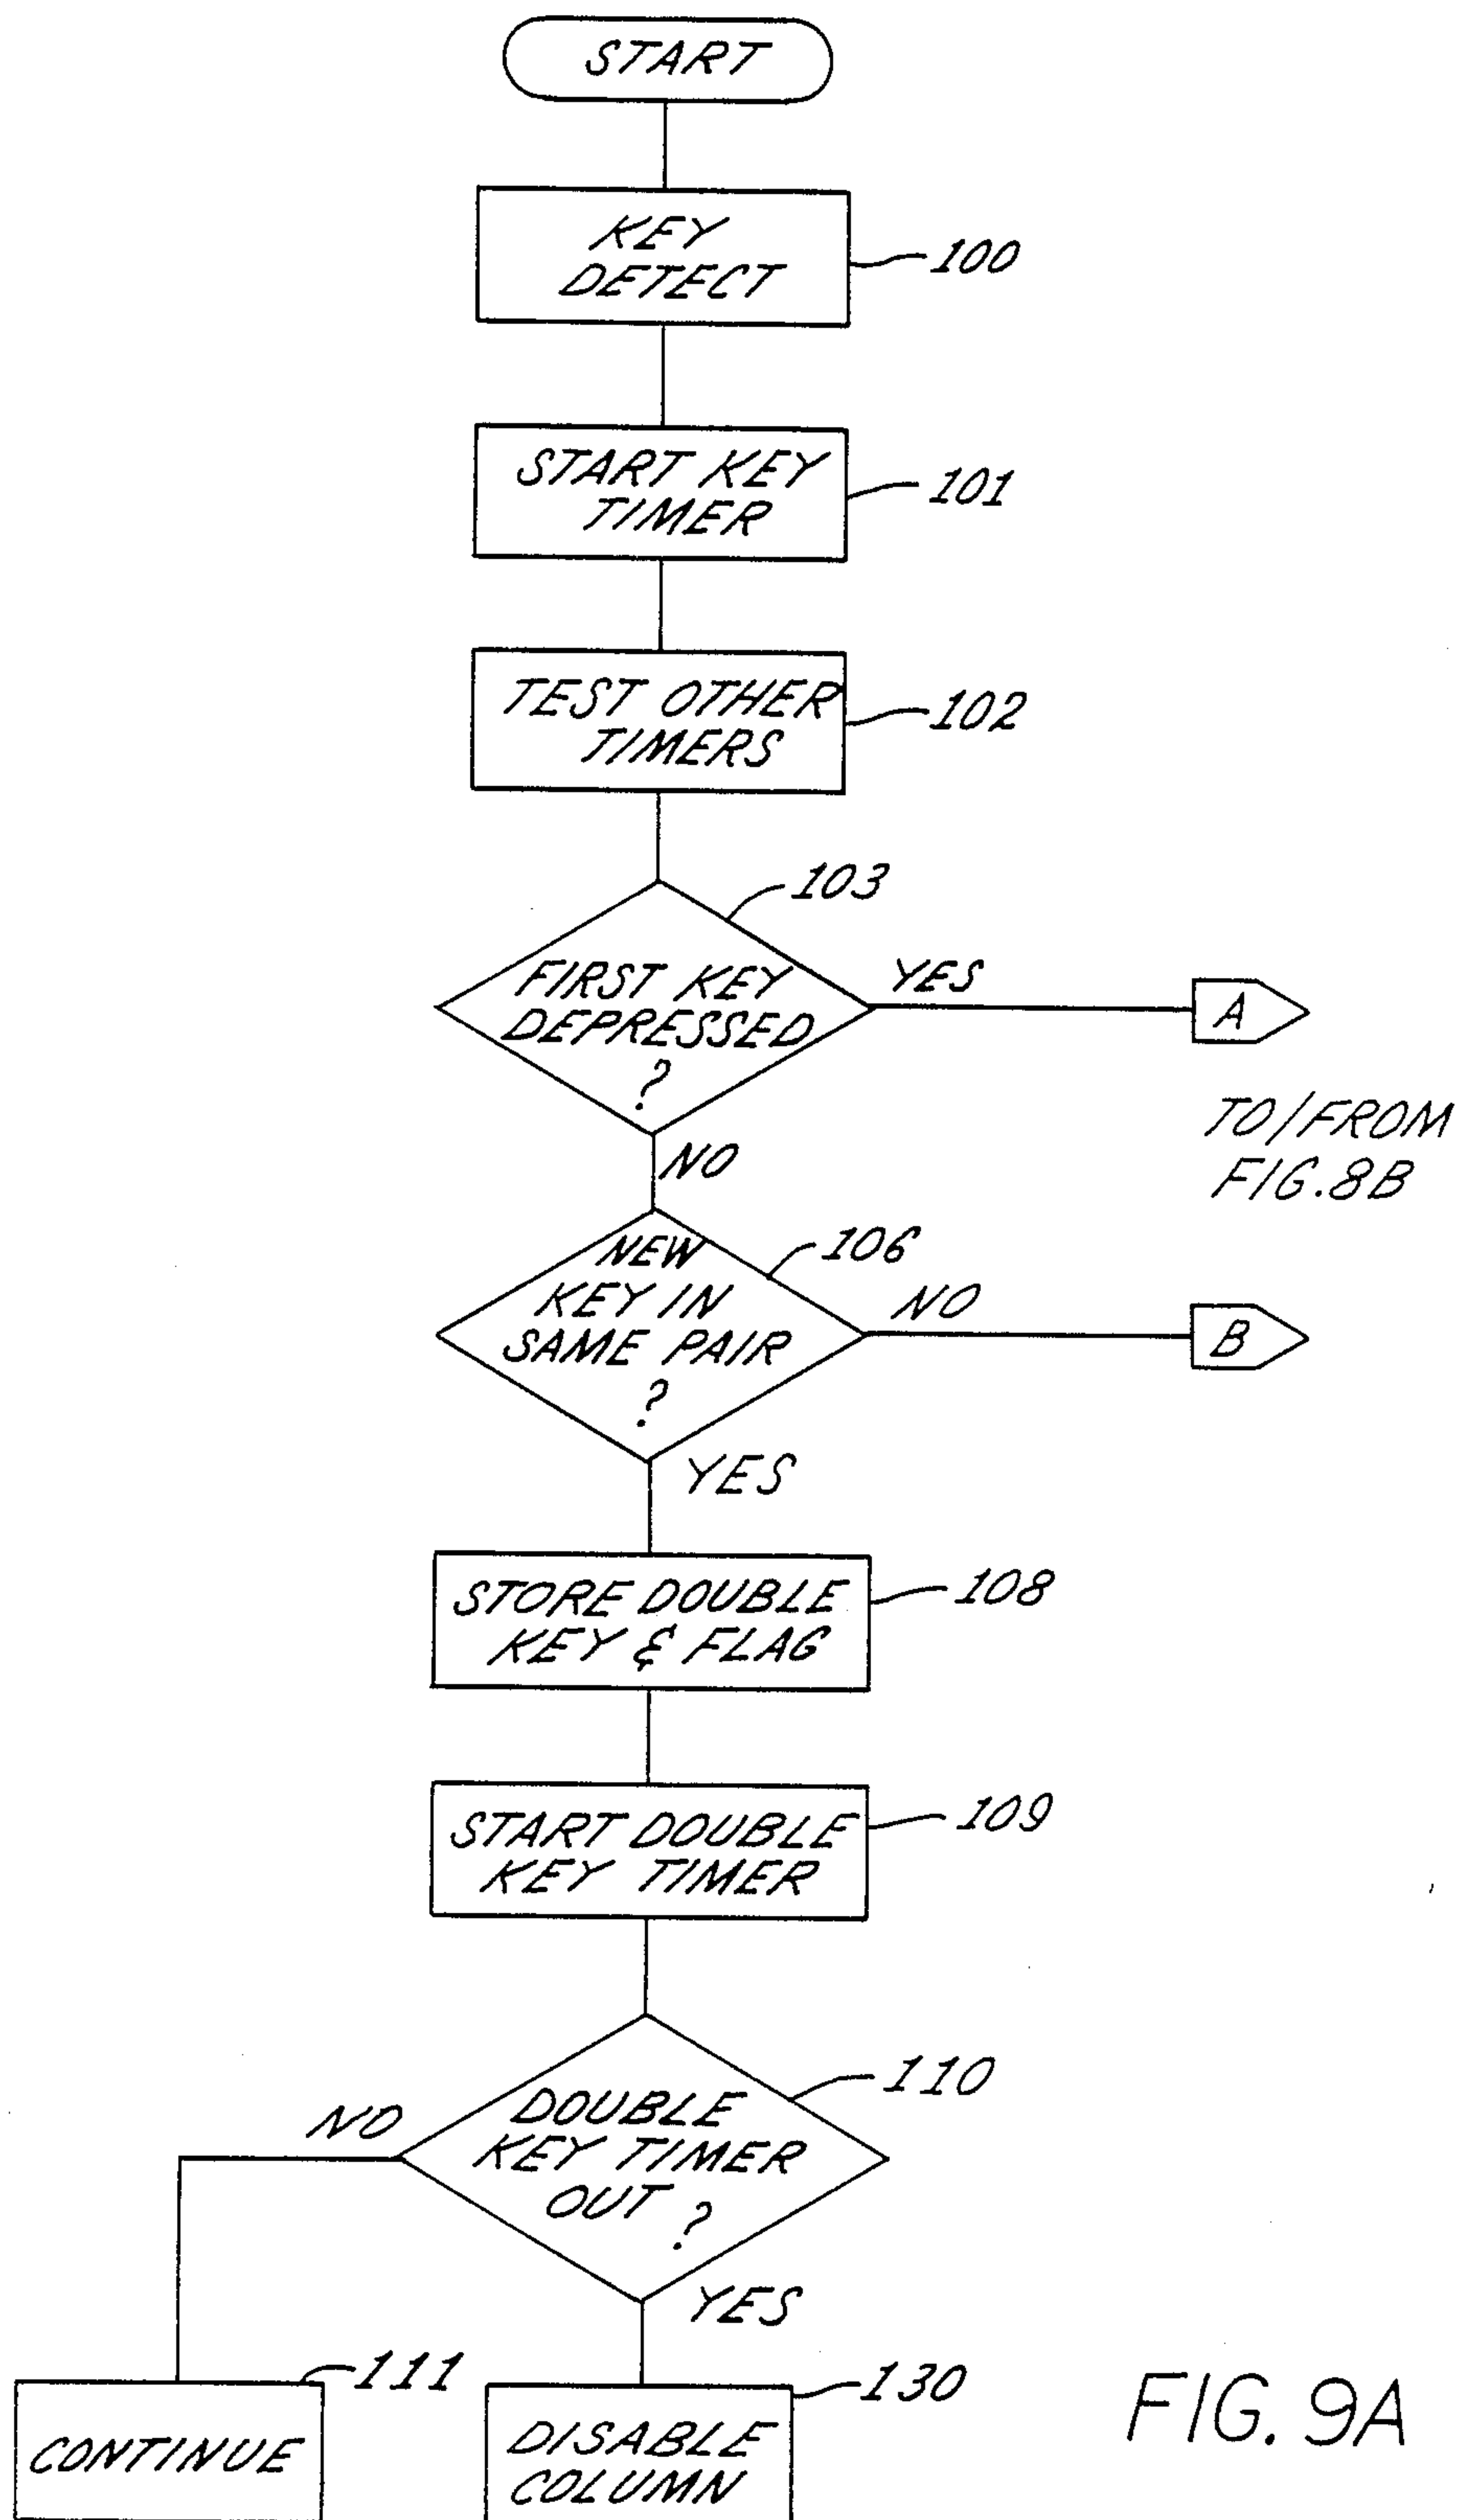 START
KEY
DETECT
100
START KEY
TIMER
101
TEST OTHER
TIMERS
102
103
FIRST KEY
DEPRESSED
?
YES
A
TO/FROM
FIG. 8B
NO
106
NEW
KEY IN
SAME PAIR
?
NO
B
YES
STORE DOUBLE
KEY & FLAG
108
START DOUBLE
KEY TIMER
109
110
DOUBLE
KEY TIMER
OUT ?
NO
YES
111
CONTINUE
130
DISABLE
COLUMN
FIG. 9A